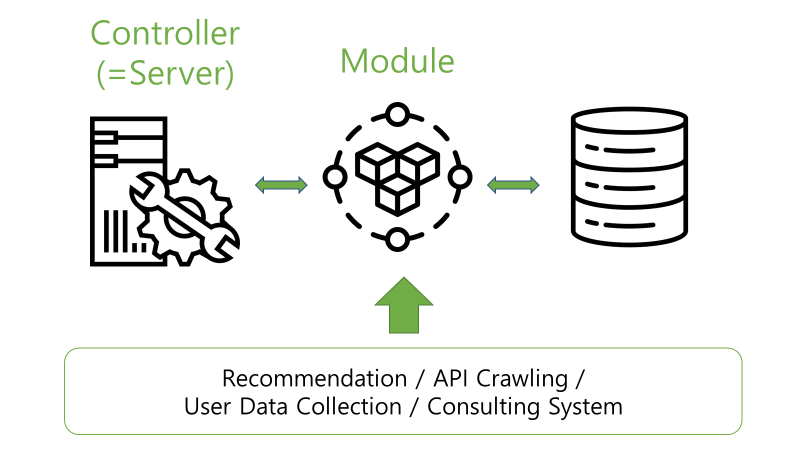 Controller
(=Server)
Module
Recommendation / API Crawling /
User Data Collection / Consulting System